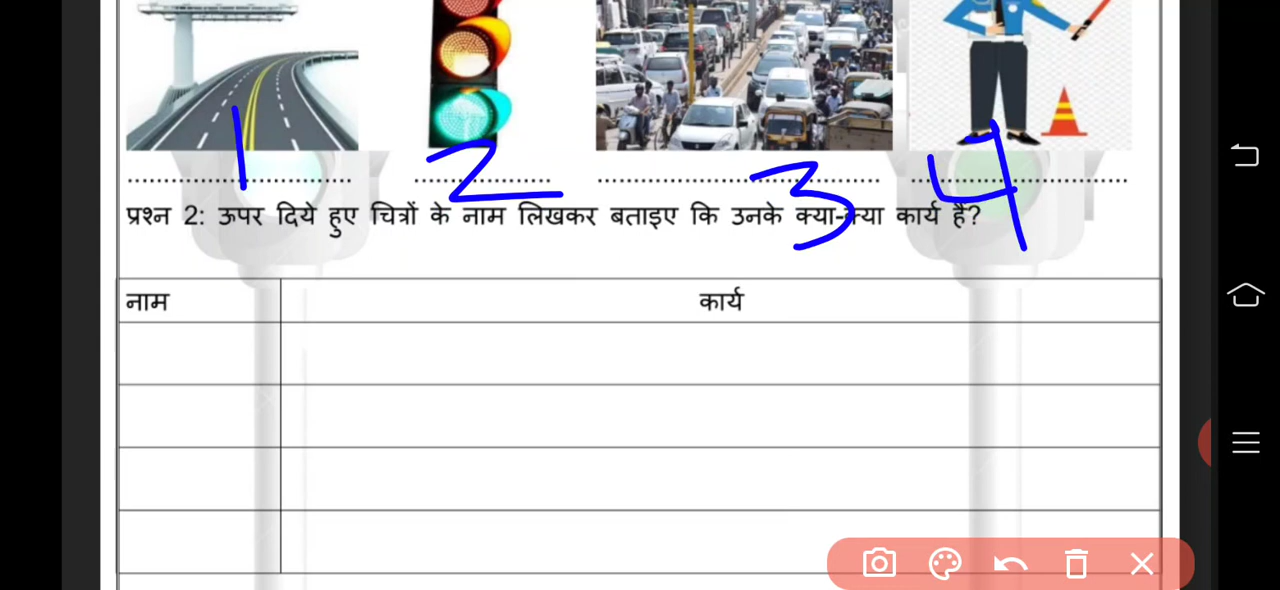 1 2 3 4
प्रश्न 2: ऊपर दिये हुए चित्रों के नाम लिखकर बताइए कि उनके क्या-क्या कार्य हैं?
नाम कार्य